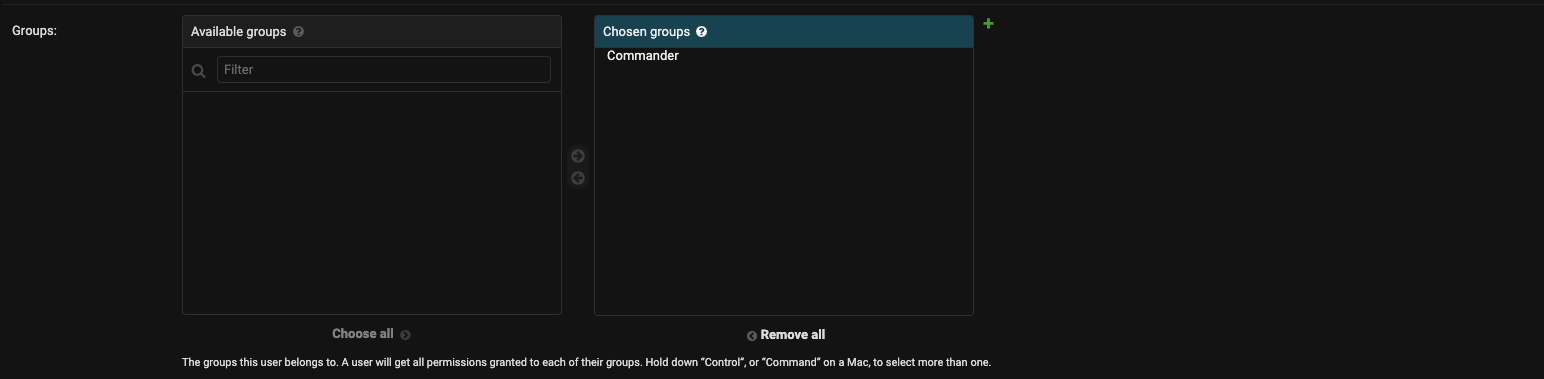 Groups:
Available groups
Chosen groups
Filter
Commander
Choose all
Remove all
The groups this user belongs to. A user will get all permissions granted to each of their groups. Hold down “Control”, or “Command” on a Mac, to select more than one.